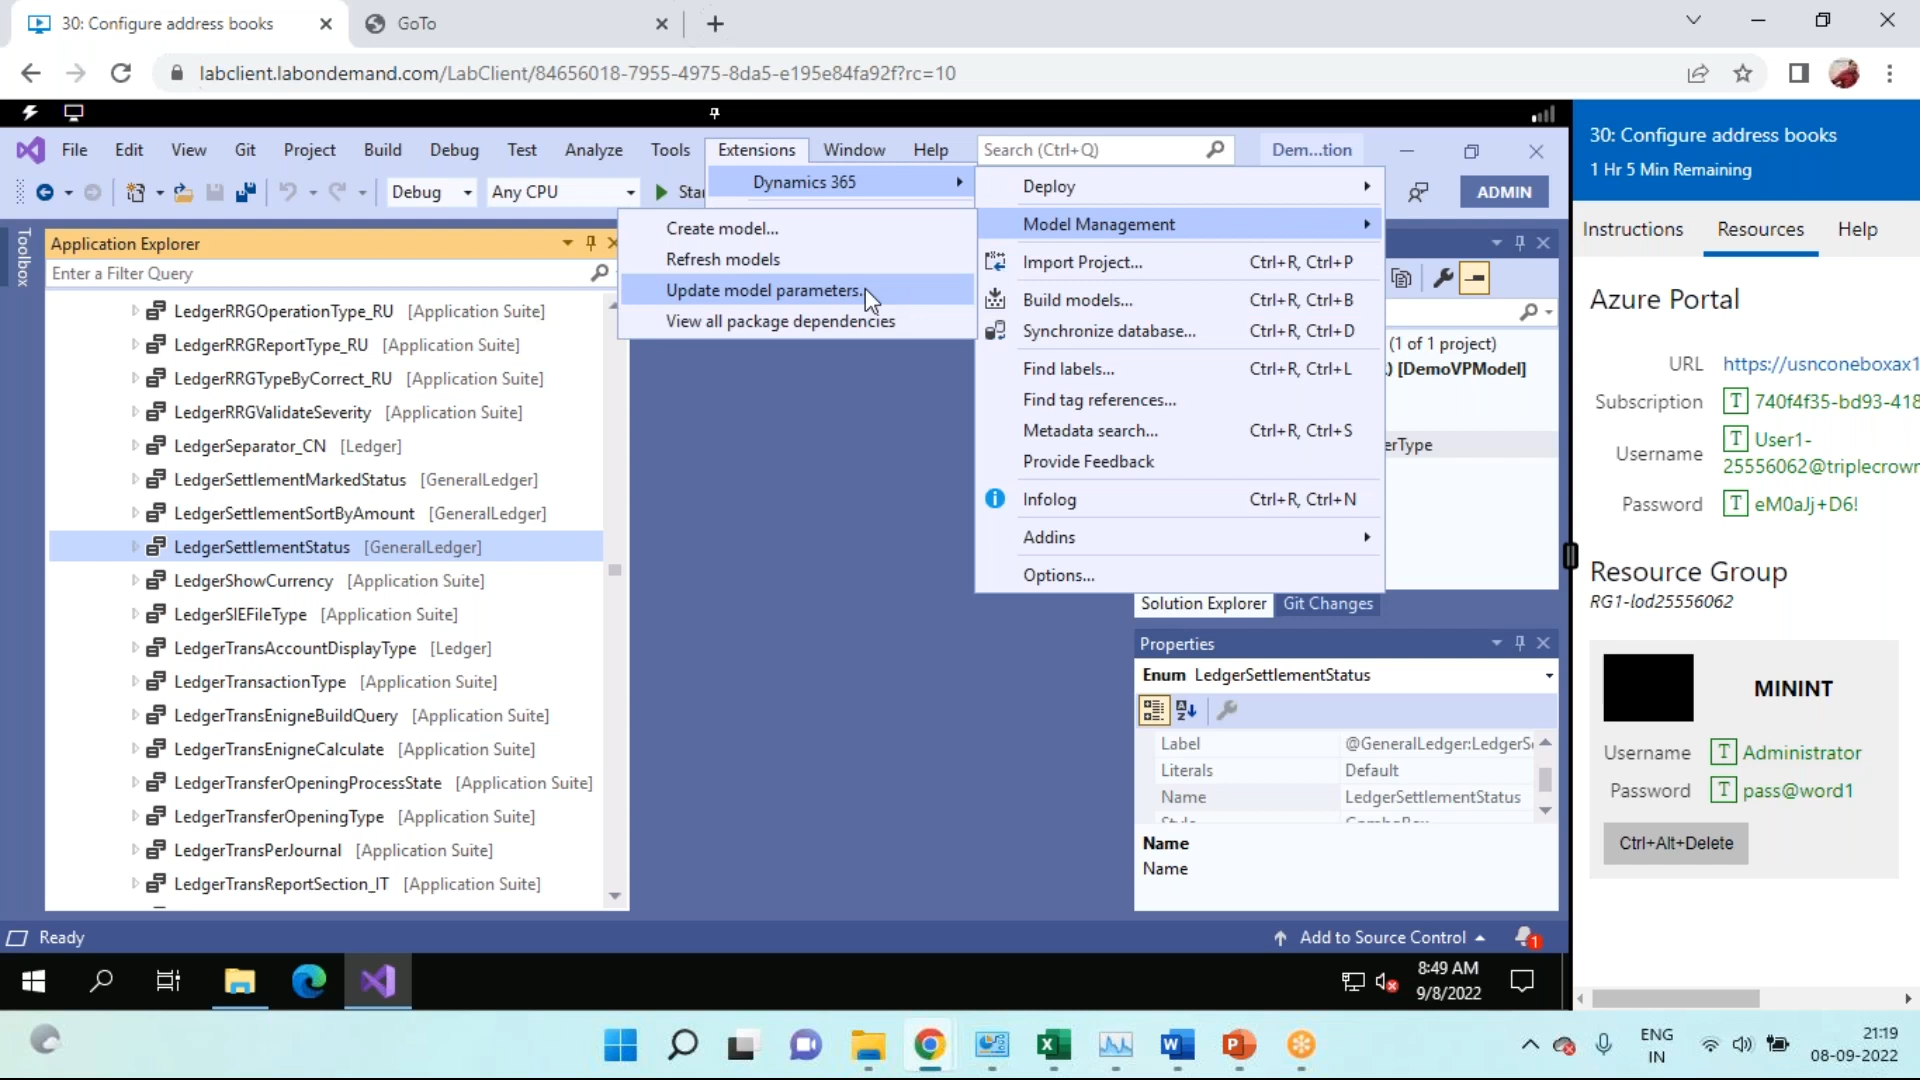 30: Configure address books
GoTo
labclient.labondemand.com/LabClient/84656018-7955-4975-8da5-e195e84fa92f?rc=10
File Edit View Git Project Build Debug Test Analyze Tools Extensions Window Help Search (Ctrl+Q) Dem...tion
Debug Any CPU ADMIN
Dynamics 365
Deploy
Model Management
Import Project... Ctrl+R, Ctrl+P
Build models... Ctrl+R, Ctrl+B
Synchronize database... Ctrl+R, Ctrl+D
Find labels... Ctrl+R, Ctrl+L
Find tag references...
Metadata search... Ctrl+R, Ctrl+S
Provide Feedback
Infolog Ctrl+R, Ctrl+N
Addins
Options...
Create model...
Refresh models
Update model parameters...
View all package dependencies
Toolbox
Application Explorer
Enter a Filter Query
LedgerRRGOperationType_RU [Application Suite]
LedgerRRGReportType_RU [Application Suite]
LedgerRRGTypeByCorrect_RU [Application Suite]
LedgerRRGValidateSeverity [Application Suite]
LedgerSeparator_CN [Ledger]
LedgerSettlementMarkedStatus [GeneralLedger]
LedgerSettlementSortByAmount [GeneralLedger]
LedgerSettlementStatus [GeneralLedger]
LedgerShowCurrency [Application Suite]
LedgerSIEFileType [Application Suite]
LedgerTransAccountDisplayType [Ledger]
LedgerTransactionType [Application Suite]
LedgerTransEnigneBuildQuery [Application Suite]
LedgerTransEnigneCalculate [Application Suite]
LedgerTransferOpeningProcessState [Application Suite]
LedgerTransferOpeningType [Application Suite]
LedgerTransPerJournal [Application Suite]
LedgerTransReportSection_IT [Application Suite]
(1 of 1 project)
) [DemoVPModel]
erType
Solution Explorer Git Changes
Properties
Enum LedgerSettlementStatus
Label @GeneralLedger:LedgerS
Literals Default
Name LedgerSettlementStatus
Style ComboBox
Name
Name
Ready
Add to Source Control
1
8:49 AM
9/8/2022
30: Configure address books
1 Hr 5 Min Remaining
Instructions Resources Help
Azure Portal
URL https://usnconeboxax1
Subscription T 740f4f35-bd93-418
Username T User1-
25556062@triplecrown
Password T eM0aJj+D6!
Resource Group
RG1-lod25556062
MININT
Username T Administrator
Password T pass@word1
Ctrl+Alt+Delete
ENG
IN
21:19
08-09-2022